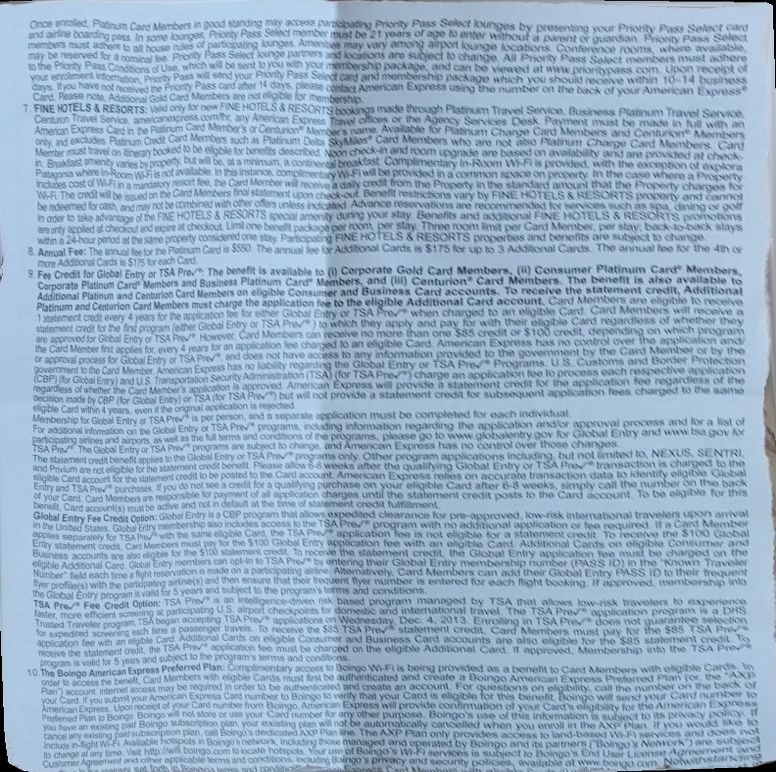 Once enrolled, Platinum Card Members in good standing may access participating Priority Pass Select lounges by presenting your Priority Pass Select card
and airline boarding pass. In some lounges, Priority Pass Select member must be 21 years of age to enter without a parent or guardian. Priority Pass Select
members must adhere to all house rules of participating lounges. Amenities may vary among airport lounge locations. Conference rooms, where available,
may be reserved for a nominal fee. Priority Pass Select lounge partners and locations are subject to change. All Priority Pass Select members must adhere
to the Priority Pass Conditions of Use, which will be sent to you with your membership package, and can be viewed at www.prioritypass.com. Upon receipt of
your enrollment information, Priority Pass will send your Priority Pass Select card and membership package which you should receive within 10-14 business
days. If you have not received the Priority Pass card after 14 days, please contact American Express using the number on the back of your American Express®
Card. Please note, Additional Gold Card Members are not eligible for membership.
7. FINE HOTELS & RESORTS: Valid only for new FINE HOTELS & RESORTS bookings made through Platinum Travel Service, Business Platinum Travel Service,
Centurion Travel Service, americanexpress.com/fhr, any American Express Travel offices or the Agency Services Desk. Payment must be made in full with an
American Express Card in the Platinum Card Member's or Centurion® Member's name. Available for Platinum Charge Card Members and Centurion® Members
only, and excludes Platinum Credit Card Members such as Platinum Delta SkyMiles® Card Members who are not also Platinum Charge Card Members. Card
Member must travel on itinerary booked to be eligible for benefits described. Noon check-in and room upgrade are based on availability and are provided at check-
in. Breakfast amenity varies by property, but will be, at a minimum, a continental breakfast. Complimentary In-Room Wi-Fi is provided, with the exception of explora
Patagonia where In-Room Wi-Fi is not available. In this instance, complimentary Wi-Fi will be provided in a common space on property. In the case where a Property
includes cost of Wi-Fi in a mandatory resort fee, the Card Member will receive a daily credit from the Property in the standard amount that the Property charges for
Wi-Fi. The credit will be issued on the Card Members final statement upon check-out. Benefit restrictions vary by FINE HOTELS & RESORTS property and cannot
be redeemed for cash, and may not be combined with other offers unless indicated. Advance reservations are recommended for services such as spa, dining or golf
in order to take advantage of the FINE HOTELS & RESORTS special amenity during your stay. Benefits and additional FINE HOTELS & RESORTS promotions
are only applied at checkout and expire at checkout. Limit one benefit package per room, per stay. Three room limit per Card Member, per stay; back-to-back stays
within a 24-hour period at the same property considered one stay. Participating FINE HOTELS & RESORTS properties and benefits are subject to change.
8. Annual Fee: The annual fee for the Platinum Card is $550. The annual fee for Additional Cards is $175 for up to 3 Additional Cards. The annual fee for the 4th or
more Additional Cards is $175 for each Card.
9. Fee Credit for Global Entry or TSA Pre✓®: The benefit is available to (i) Corporate Gold Card Members, (ii) Consumer Platinum Card® Members,
Corporate Platinum Card® Members and Business Platinum Card® Members, and (iii) Centurion® Card Members. The benefit is also available to
Additional Platinum and Centurion Card Members on eligible Consumer and Business Card accounts. To receive the statement credit, Additional
Platinum and Centurion Card Members must charge the application fee to the eligible Additional Card account. Card Members are eligible to receive
1 statement credit every 4 years for the application fee for either Global Entry or TSA Pre✓® when charged to an eligible Card. Card Members will receive a
statement credit for the first program (either Global Entry or TSA Pre✓®) to which they apply and pay for with their eligible Card regardless of whether they
are approved for Global Entry or TSA Pre✓®. However, Card Members can receive no more than one $85 credit or $100 credit, depending on which program
the Card Member first applies for, every 4 years for an application fee charged to an eligible Card. American Express has no control over the application and/
or approval process for Global Entry or TSA Pre✓®, and does not have access to any information provided to the government by the Card Member or by the
government to the Card Member. American Express has no liability regarding the Global Entry or TSA Pre✓® Programs. U.S. Customs and Border Protection
(CBP) (for Global Entry) and U.S. Transportation Security Administration (TSA) (for TSA Pre✓®) charge an application fee to process each respective application
regardless of whether the Card Member's application is approved. American Express will provide a statement credit for the application fee regardless of the
decision made by CBP (for Global Entry) or TSA (for TSA Pre✓®) but will not provide a statement credit for subsequent application fees charged to the same
eligible Card within 4 years, even if the original application is rejected.
Membership for Global Entry or TSA Pre✓® is per person, and a separate application must be completed for each individual.
For additional information on the Global Entry or TSA Pre✓® programs, including information regarding the application and/or approval process and for a list of
participating airlines and airports, as well as the full terms and conditions of the programs, please go to www.globalentry.gov for Global Entry and www.tsa.gov for
TSA Pre✓®. The Global Entry or TSA Pre✓® programs are subject to change, and American Express has no control over those changes.
The statement credit benefit applies to the Global Entry or TSA Pre✓® programs only. Other program applications including, but not limited to, NEXUS, SENTRI,
and Privium are not eligible for the statement credit benefit. Please allow 6-8 weeks after the qualifying Global Entry or TSA Pre✓® transaction is charged to the
eligible Card account for the statement credit to be posted to the Card account. American Express relies on accurate transaction data to identify eligible Global
Entry and TSA Pre✓® purchases. If you do not see a credit for a qualifying purchase on your eligible Card after 6-8 weeks, simply call the number on the back
of your Card. Card Members are responsible for payment of all application charges until the statement credit posts to the Card account. To be eligible for this
benefit, Card account(s) must be active and not in default at the time of statement credit fulfillment.
Global Entry Fee Credit Option: Global Entry is a CBP program that allows expedited clearance for pre-approved, low-risk international travelers upon arrival
in the United States. Global Entry membership also includes access to the TSA Pre✓® program with no additional application or fee required. If a Card Member
applies separately for TSA Pre✓® with the same eligible Card, the TSA Pre✓® application fee is not eligible for a statement credit. To receive the $100 Global
Entry statement credit, Card Members must pay for the $100 Global Entry application fee with an eligible Card. Additional Cards on eligible Consumer and
Business accounts are also eligible for the $100 statement credit. To receive the statement credit, the Global Entry application fee must be charged on the
eligible Additional Card. Global Entry members can opt-in to TSA Pre✓® by entering their Global Entry membership number (PASS ID) in the "Known Traveler
Number" field each time a flight reservation is made on a participating airline. Alternatively, Card Members can add their Global Entry PASS ID to their frequent
flyer profile(s) with the participating airline(s) and then ensure that their frequent flyer number is entered for each flight booking. If approved, membership into
the Global Entry program is valid for 5 years and subject to the program's terms and conditions.
TSA Pre✓® Fee Credit Option: TSA Pre✓® is an intelligence-driven risk based program managed by TSA that allows low-risk travelers to experience
faster, more efficient screening at participating U.S. airport checkpoints for domestic and international travel. The TSA Pre✓® application program is a DHS
Trusted Traveller program. TSA began accepting TSA Pre✓® applications on Wednesday, Dec. 4, 2013. Enrolling in TSA Pre✓® does not guarantee selection
for expedited screening each time a passenger travels. To receive the $85 TSA Pre✓® statement credit, Card Members must pay for the $85 TSA Pre✓®
application fee with an eligible Card. Additional Cards on eligible Consumer and Business Card accounts are also eligible for the $85 statement credit. To
receive the statement credit, the TSA Pre✓® application fee must be charged on the eligible Additional Card. If approved, Membership into the TSA Pre✓®
program is valid for 5 years and subject to the program's terms and conditions.
10. The Boingo American Express Preferred Plan: Complimentary access to Boingo Wi-Fi is being provided as a benefit to Card Members with eligible Cards. In
order to access the benefit, Card Members with eligible Cards must first be authenticated and create a Boingo American Express Preferred Plan (or, the "AXP
Plan") account. Internet access may be required in order to be authenticated and create an account. For questions on eligibility, call the number on the back of
your Card. If you submit your American Express Card number to Boingo to verify that your Card is eligible for this benefit, Boingo will send your Card number to
American Express. Upon receipt of your Card number from Boingo, American Express will provide confirmation of your Card's eligibility for the American Express
Preferred Plan to Boingo. Boingo will not store or use your Card number for any other purpose. Boingo's use of this information is subject to its privacy policy. If
you have an existing paid Boingo subscription plan, your existing plan will not be automatically cancelled when you enroll in the AXP Plan. If you would like to
cancel any existing paid subscription plan, call Boingo's dedicated AXP Plan line. The AXP Plan only provides access to land-based Wi-Fi services and does not
include in-flight Wi-Fi. Available hotspots in Boingo's network, including those managed and operated by Boingo and its partners ("Boingo's Network") are subject
to change at any time. Visit http://wifi.boingo.com to locate hotspots. Your use of Boingo's Wi-Fi services is subject to Boingo's End User License Agreement and
Customer Agreement and other applicable terms and conditions, including Boingo's privacy and security policies, available at www.boingo.com. Notwithstanding